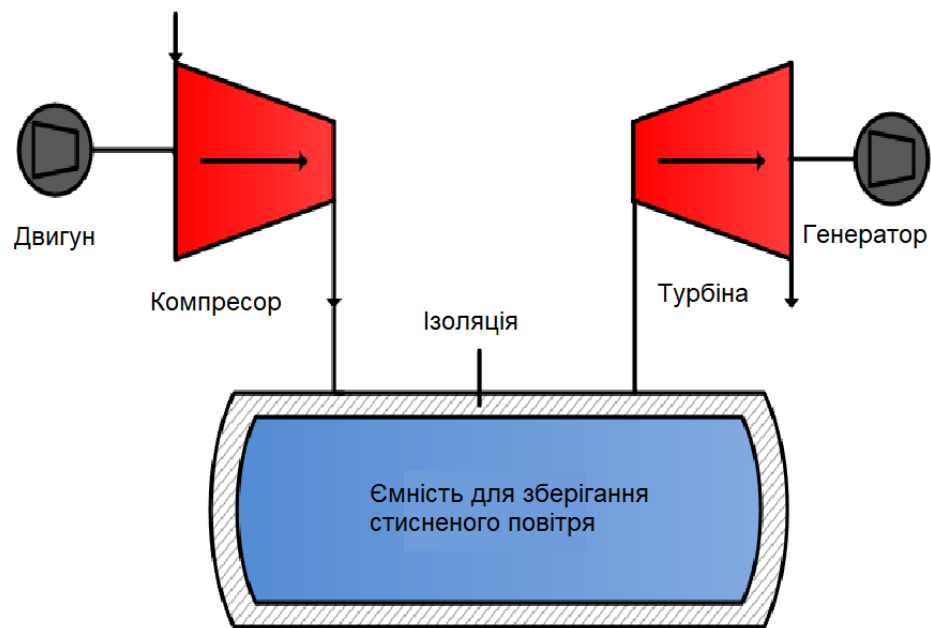 Двигун
Компресор
Ізоляція
Турбіна
Генератор
Ємність для зберігання
стисненого повітря